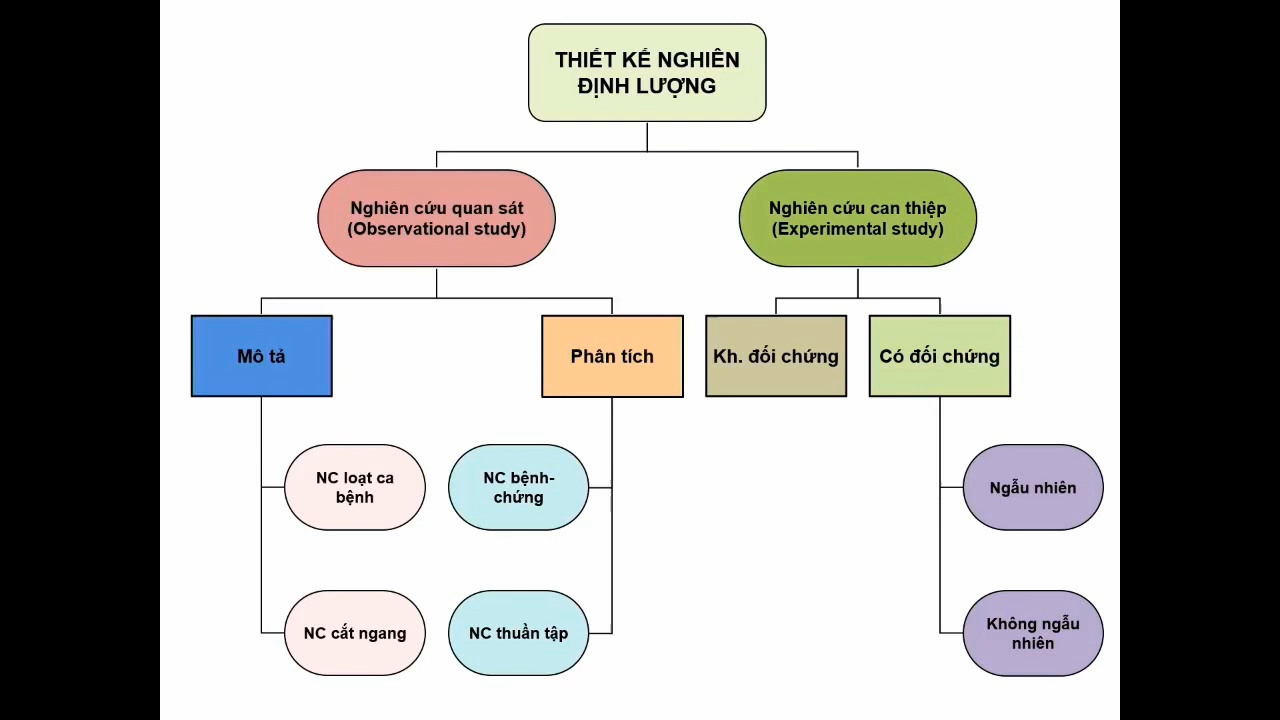 THIẾT KẾ NGHIÊN
ĐỊNH LƯỢNG
Nghiên cứu quan sát
(Observational study)
Nghiên cứu can thiệp
(Experimental study)
Mô tả
Phân tích
Kh. đối chứng
Có đối chứng
NC loạt ca
bệnh
NC bệnh-
chứng
Ngẫu nhiên
NC cắt ngang
NC thuần tập
Không ngẫu
nhiên